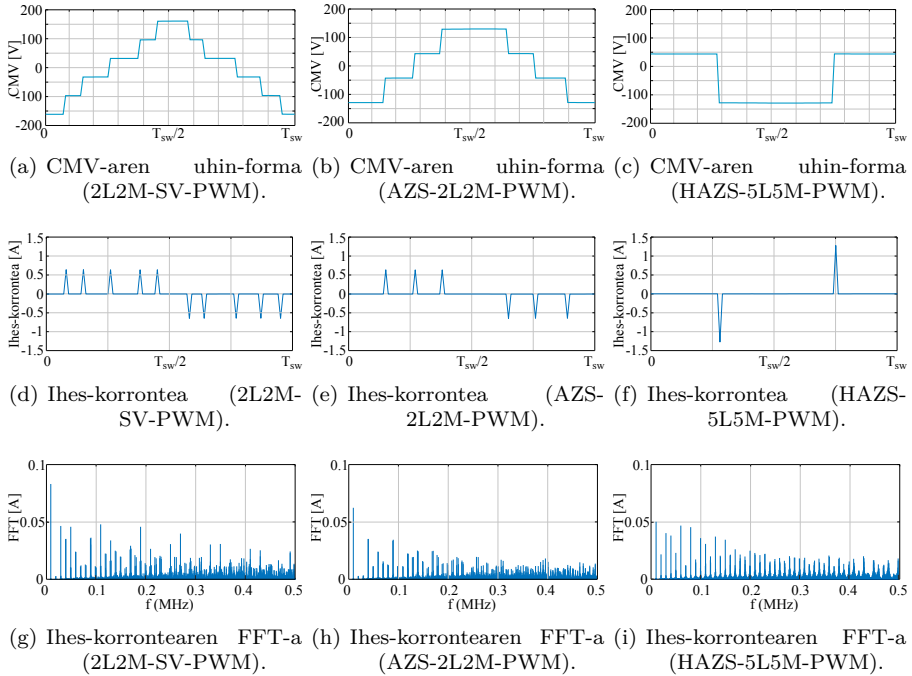 200
100
0
-100
-200
CMV [V]
0
Tsw/2
Tsw
200
100
0
-100
-200
CMV [V]
0
Tsw/2
Tsw
200
100
0
-100
-200
CMV [V]
0
Tsw/2
Tsw
(a) CMV-aren uhin-forma
(2L2M-SV-PWM).
(b) CMV-aren uhin-forma
(AZS-2L2M-PWM).
(c) CMV-aren uhin-forma
(HAZS-5L5M-PWM).
1.5
1
0.5
0
-0.5
-1
-1.5
Ihes-korrontea [A]
0
Tsw/2
Tsw
1.5
1
0.5
0
-0.5
-1
-1.5
Ihes-korrontea [A]
0
Tsw/2
Tsw
1.5
1
0.5
0
-0.5
-1
-1.5
Ihes-korrontea [A]
0
Tsw/2
Tsw
(d) Ihes-korrontea (2L2M-
SV-PWM).
(e) Ihes-korrontea (AZS-
2L2M-PWM).
(f) Ihes-korrontea (HAZS-
5L5M-PWM).
0.1
0.05
0
FFT [A]
0 0.1 0.2 0.3 0.4 0.5
f (MHz)
0.1
0.05
0
FFT [A]
0 0.1 0.2 0.3 0.4 0.5
f (MHz)
0.1
0.05
0
FFT [A]
0 0.1 0.2 0.3 0.4 0.5
f (MHz)
(g) Ihes-korrontearen FFT-a
(2L2M-SV-PWM).
(h) Ihes-korrontearen FFT-a
(AZS-2L2M-PWM).
(i) Ihes-korrontearen FFT-a
(HAZS-5L5M-PWM).